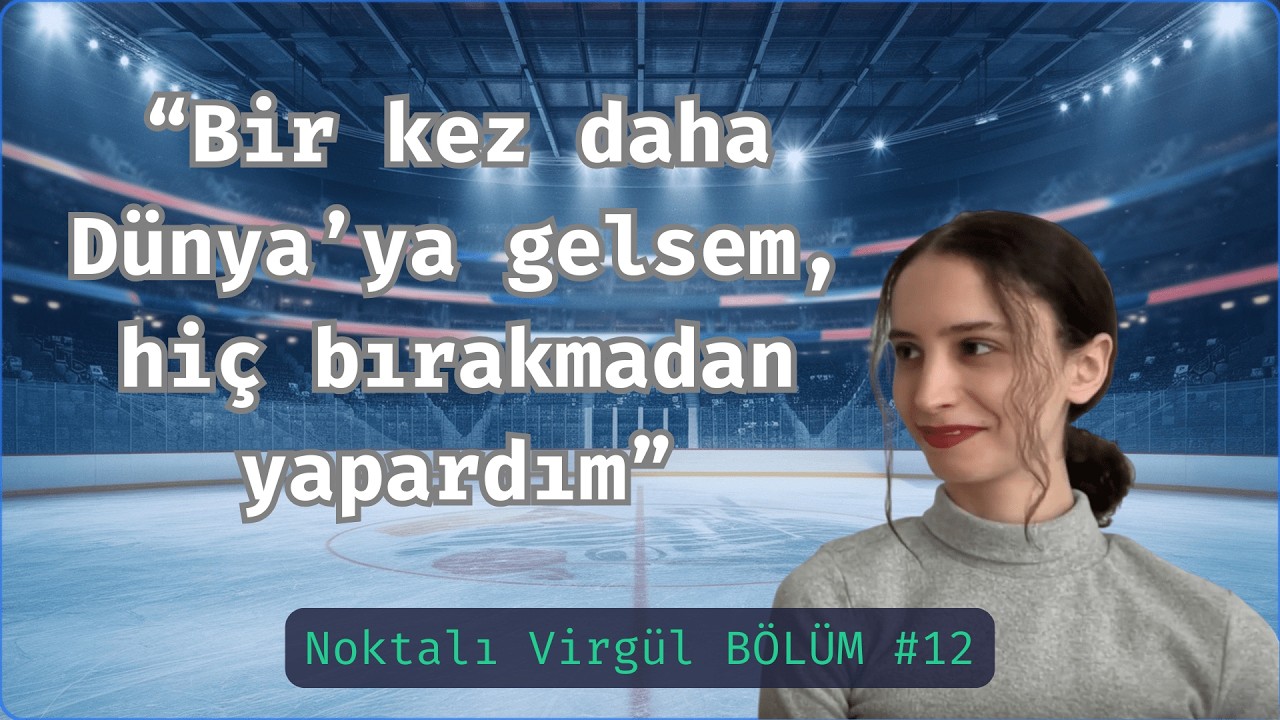 “Bir kez daha
Dünya’ya gelsem,
hiç bırakmadan
yapardım”
Noktalı Virgül BÖLÜM #12